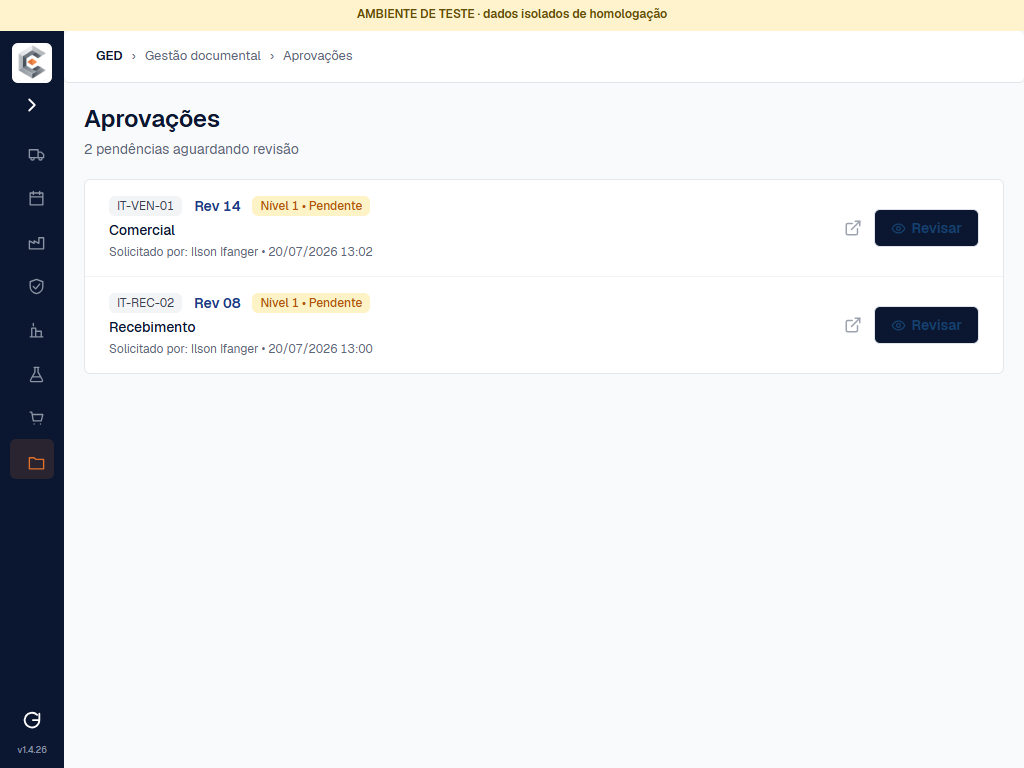 AMBIENTE DE TESTE · dados isolados de homologação
GED › Gestão documental › Aprovações
Aprovações
2 pendências aguardando revisão
IT-VEN-01 Rev 14 Nível 1 • Pendente
Comercial
Solicitado por: Ilson Ifanger • 20/07/2026 13:02
Revisar
IT-REC-02 Rev 08 Nível 1 • Pendente
Recebimento
Solicitado por: Ilson Ifanger • 20/07/2026 13:00
Revisar
v1.4.26